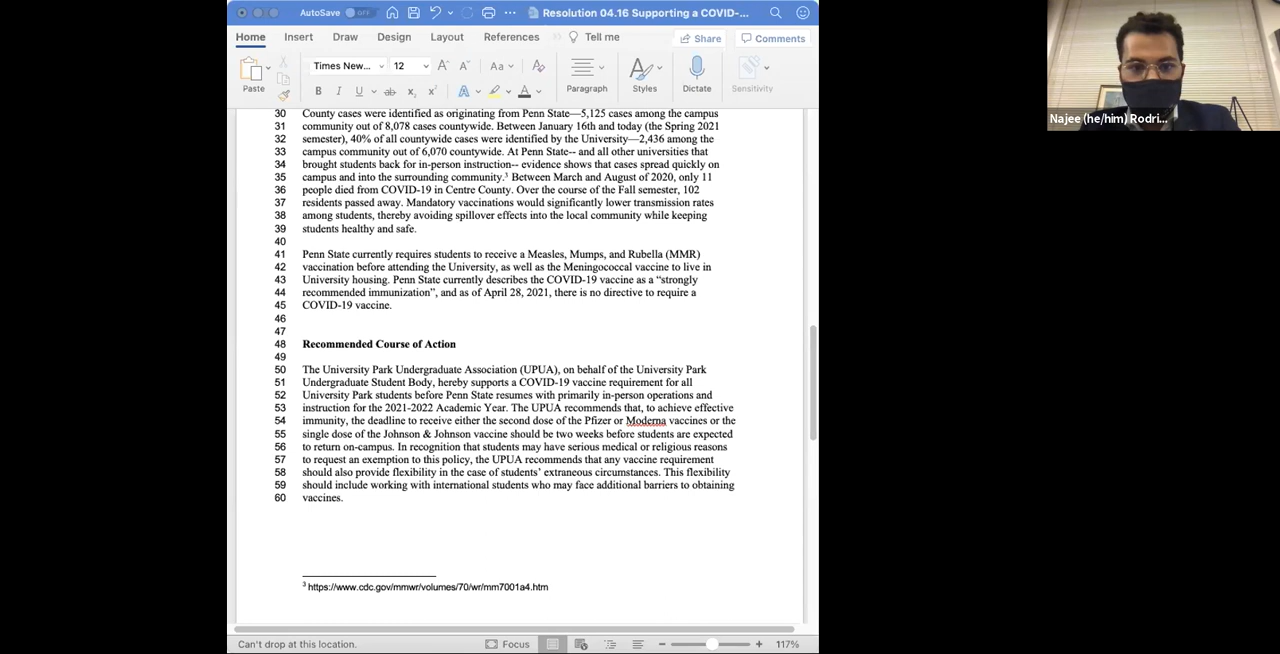 AutoSave OFF Resolution 04.16 Supporting a COVID-...
Home Insert Draw Design Layout References Tell me Share Comments
Paste Times New... 12 Aa Paragraph Styles Dictate Sensitivity
B I U ab x₂ x² A A
30 County cases were identified as originating from Penn State—5,125 cases among the campus
31 community out of 8,078 cases countywide. Between January 16th and today (the Spring 2021
32 semester), 40% of all countywide cases were identified by the University—2,436 among the
33 campus community out of 6,070 countywide. At Penn State-- and all other universities that
34 brought students back for in-person instruction-- evidence shows that cases spread quickly on
35 campus and into the surrounding community.³ Between March and August of 2020, only 11
36 people died from COVID-19 in Centre County. Over the course of the Fall semester, 102
37 residents passed away. Mandatory vaccinations would significantly lower transmission rates
38 among students, thereby avoiding spillover effects into the local community while keeping
39 students healthy and safe.
40
41 Penn State currently requires students to receive a Measles, Mumps, and Rubella (MMR)
42 vaccination before attending the University, as well as the Meningococcal vaccine to live in
43 University housing. Penn State currently describes the COVID-19 vaccine as a “strongly
44 recommended immunization”, and as of April 28, 2021, there is no directive to require a
45 COVID-19 vaccine.
46
47
48 Recommended Course of Action
49
50 The University Park Undergraduate Association (UPUA), on behalf of the University Park
51 Undergraduate Student Body, hereby supports a COVID-19 vaccine requirement for all
52 University Park students before Penn State resumes with primarily in-person operations and
53 instruction for the 2021-2022 Academic Year. The UPUA recommends that, to achieve effective
54 immunity, the deadline to receive either the second dose of the Pfizer or Moderna vaccines or the
55 single dose of the Johnson & Johnson vaccine should be two weeks before students are expected
56 to return on-campus. In recognition that students may have serious medical or religious reasons
57 to request an exemption to this policy, the UPUA recommends that any vaccine requirement
58 should also provide flexibility in the case of students’ extraneous circumstances. This flexibility
59 should include working with international students who may face additional barriers to obtaining
60 vaccines.
³ https://www.cdc.gov/mmwr/volumes/70/wr/mm7001a4.htm
Can't drop at this location. Focus 117%
Najee (he/him) Rodri...